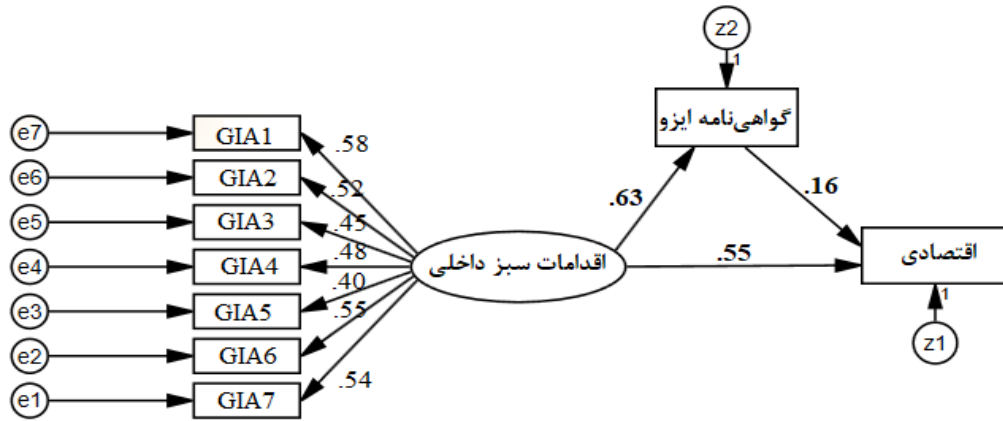 z2
1
گواهی‌نامه ایزو
e7
GIA1
.58
e6
GIA2
.52
e5
GIA3
.45
.63
.16
e4
GIA4
.48
اقدامات سبز داخلی
.55
اقتصادی
e3
GIA5
.40
1
e2
GIA6
.55
z1
e1
GIA7
.54